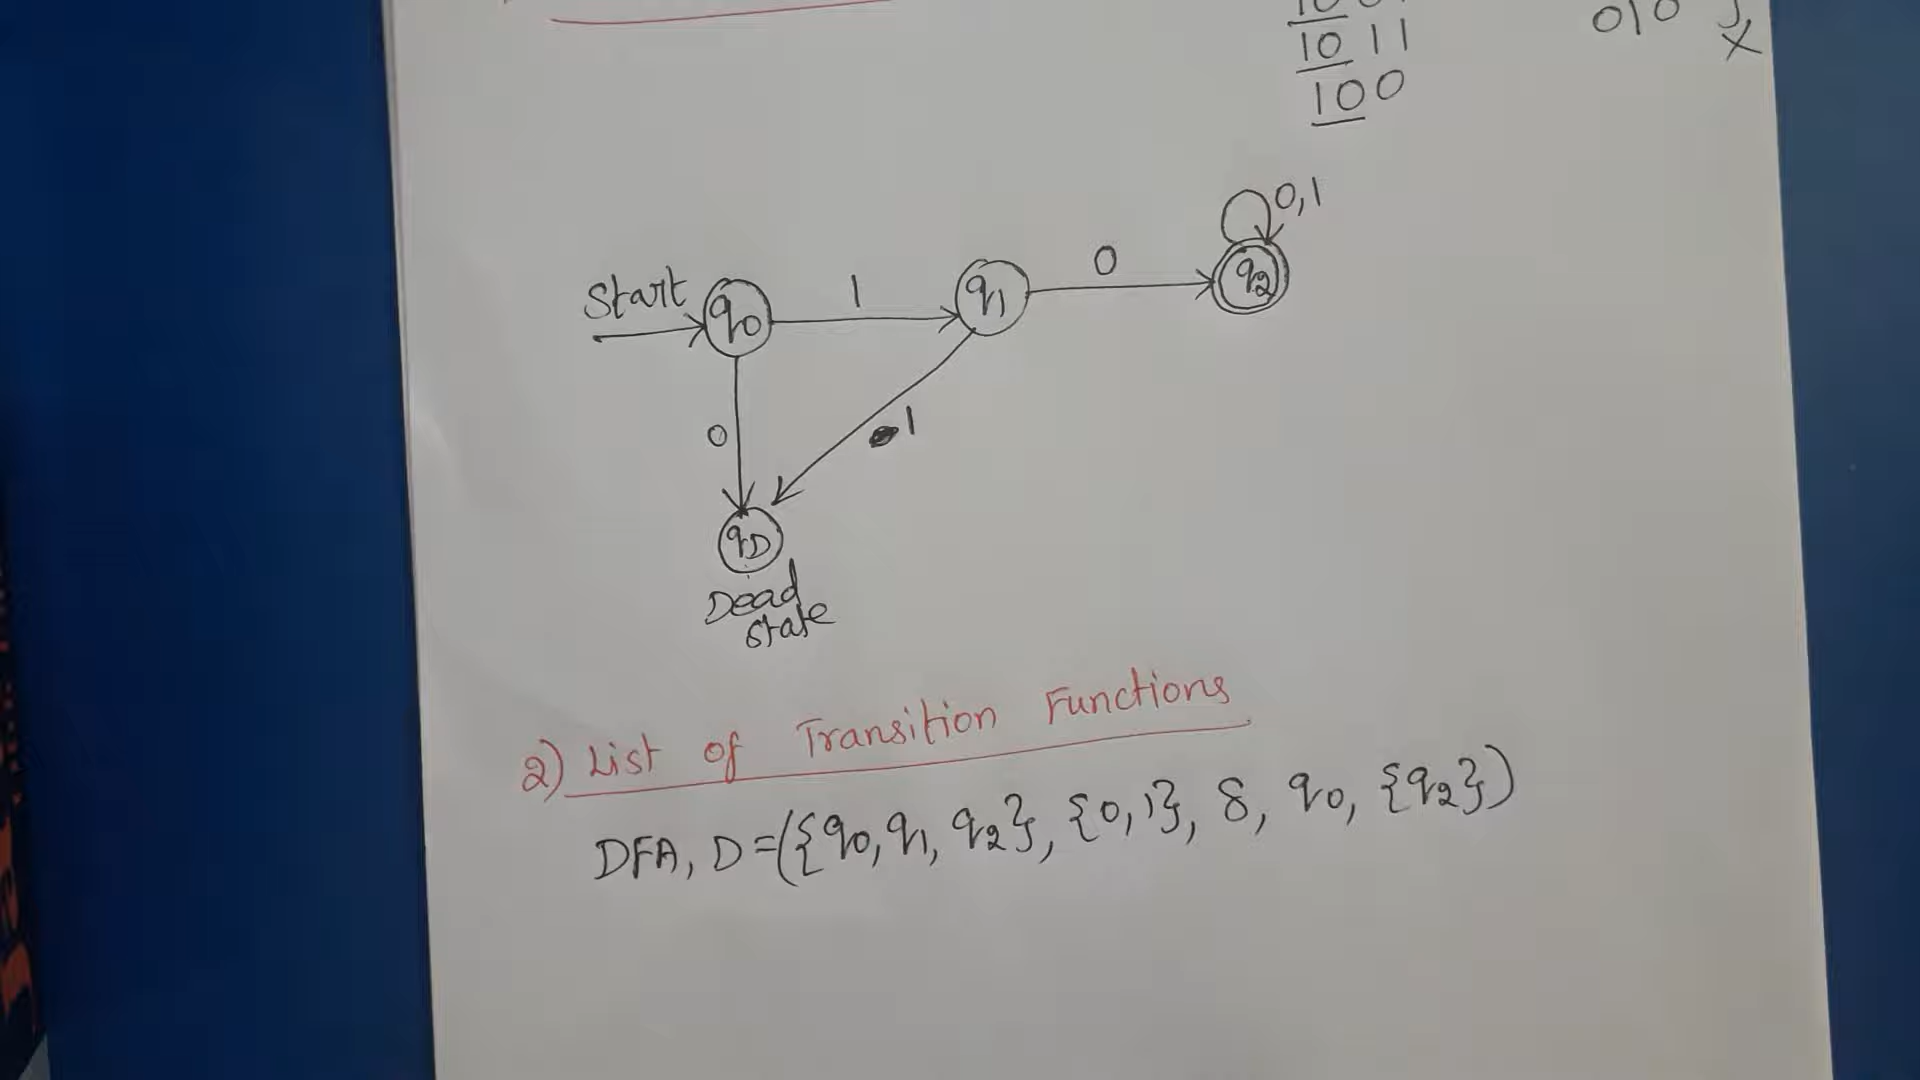 1011
010
100
0,1
0
Start
q0
1
q1
q2
0
1
qD
Dead
state
2) List of Transition Functions
DFA, D=({q0, q1, q2}, {0,1}, δ, q0, {q2})